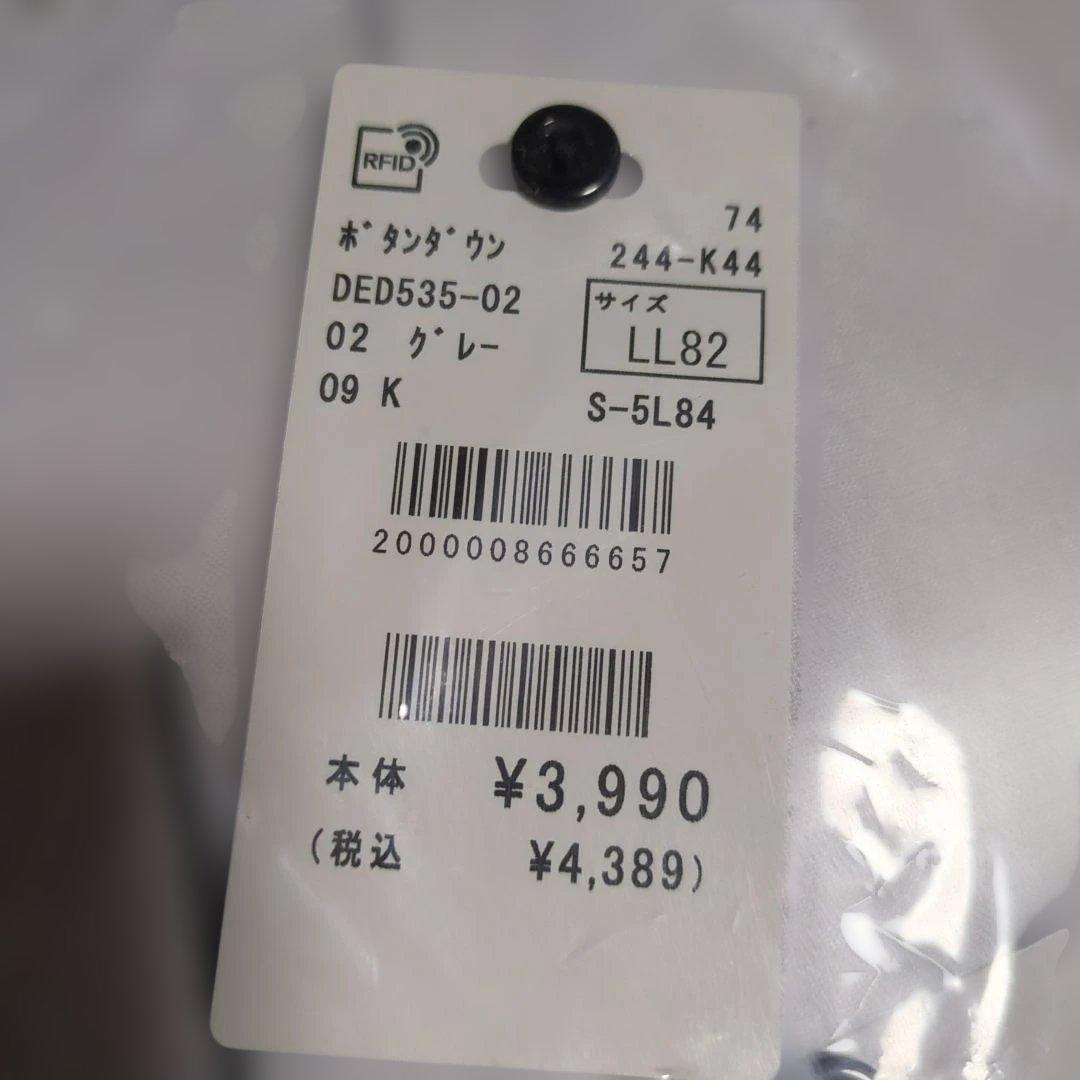 RFID
74
ﾎﾞﾀﾝﾀﾞｳﾝ
244-K44
DED535-02
サイズ
LL82
02 ｸﾞﾚｰ
09 K
S-5L84
2000008666657
本体 ¥3,990
(税込 ¥4,389)